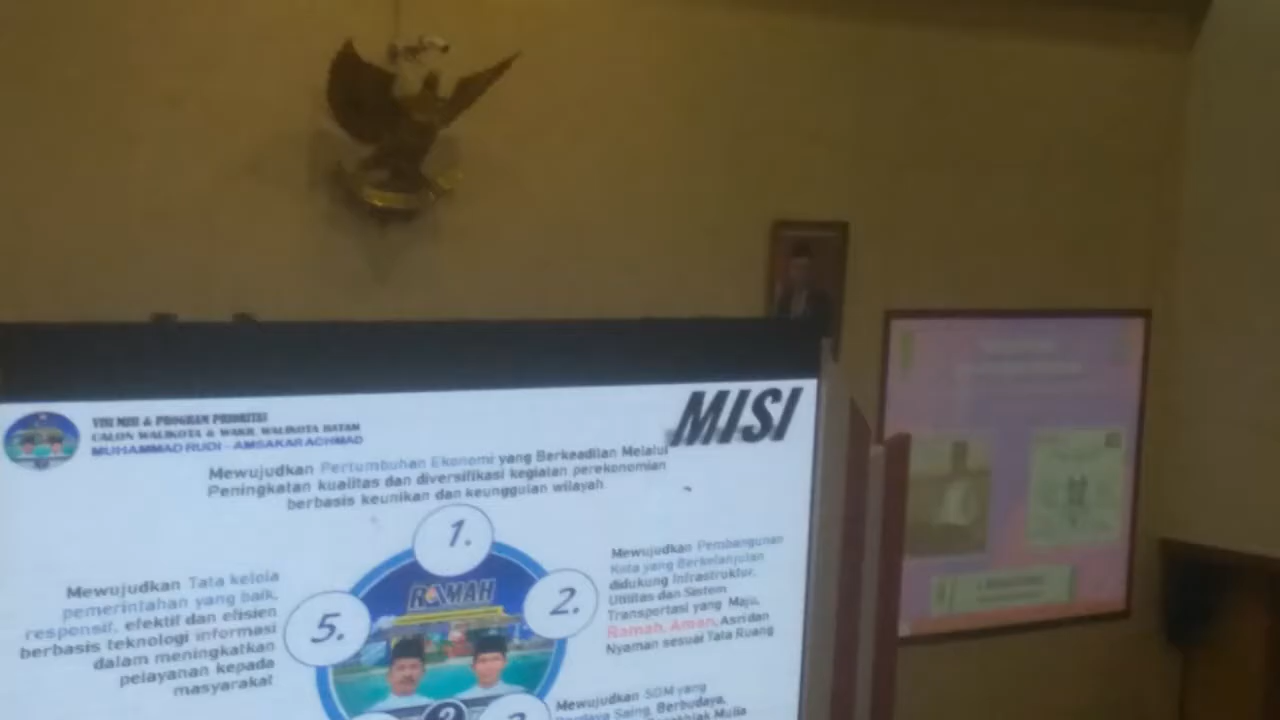 VISI MISI & PROGRAM PRIORITAS
CALON WALIKOTA & WAKIL WALIKOTA BATAM
MUHAMMAD RUDI - AMSAKAR ACHMAD
MISI
Mewujudkan Pertumbuhan Ekonomi yang Berkeadilan Melalui
Peningkatan kualitas dan diversifikasi kegiatan perekonomian
berbasis keunikan dan keunggulan wilayah
1.
RAMAH
2.
Mewujudkan Pembangunan
Kota yang Berkelanjutan
didukung Infrastruktur,
Utilitas dan Sistem
Transportasi yang Maju,
Ramah, Aman, Asri dan
Nyaman sesuai Tata Ruang
5.
Mewujudkan Tata kelola
pemerintahan yang baik,
responsif, efektif dan efisien
berbasis teknologi informasi
dalam meningkatkan
pelayanan kepada
masyarakat
Mewujudkan SDM yang
Saing, Berbudaya,
Mulia